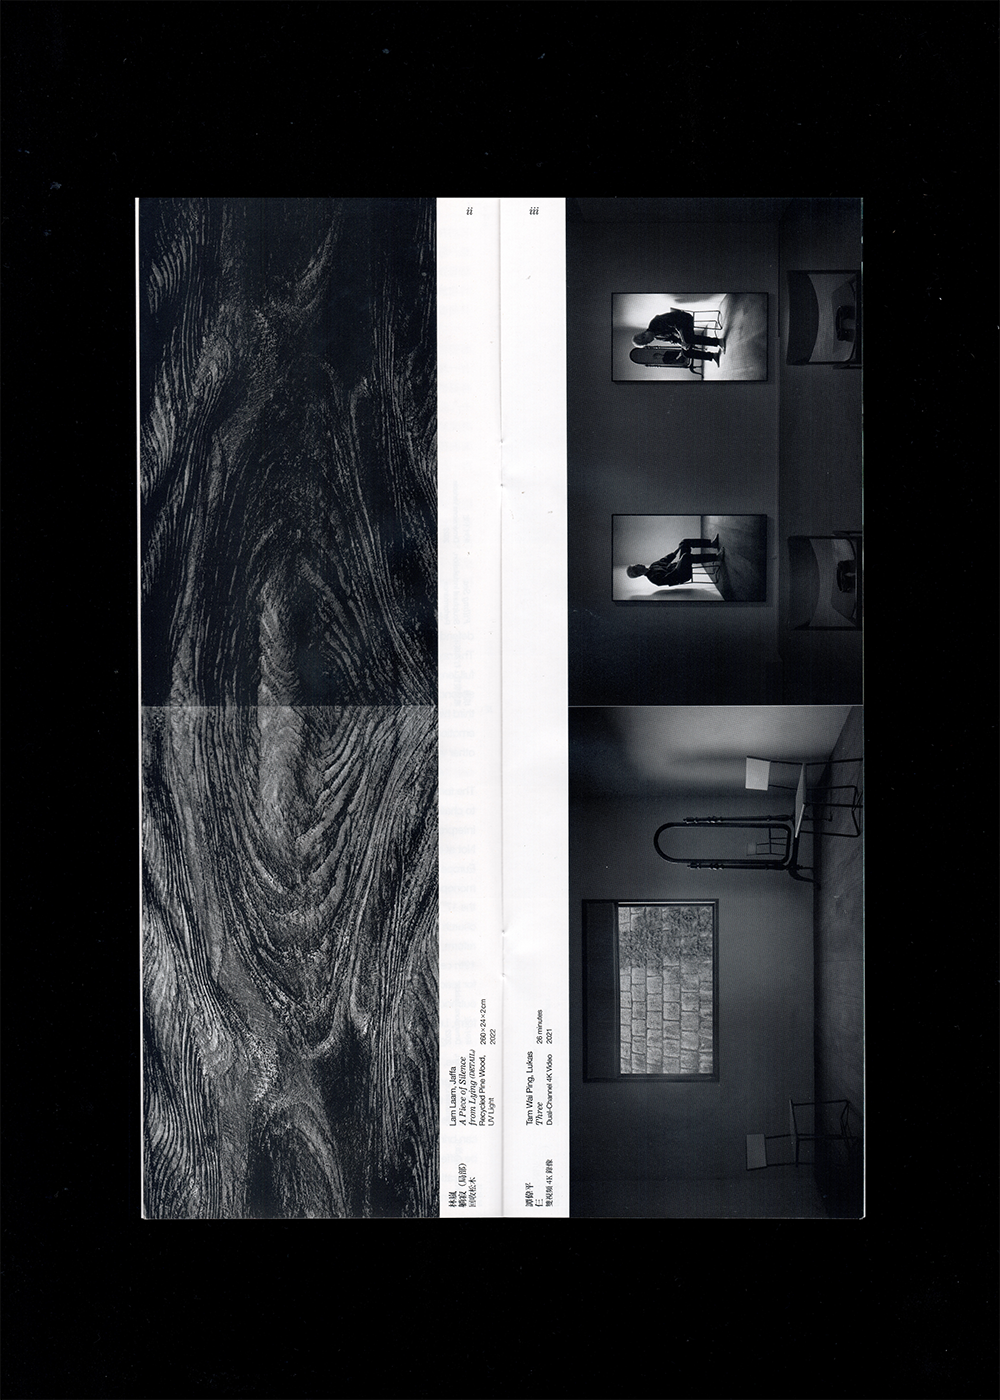 ii
林嵐
躺寂（局部）
回收松木
Lam Laam, Jaffa
A Piece of Silence
from Lying (DETAIL)
Recycled Pine Wood,
UV Light
260×24×2cm
2022
iii
譚偉平
仨
雙視頻 4K 錄像
Tam Wai Ping, Lukas
Three
Dual-Channel 4K Video
26 minutes
2021